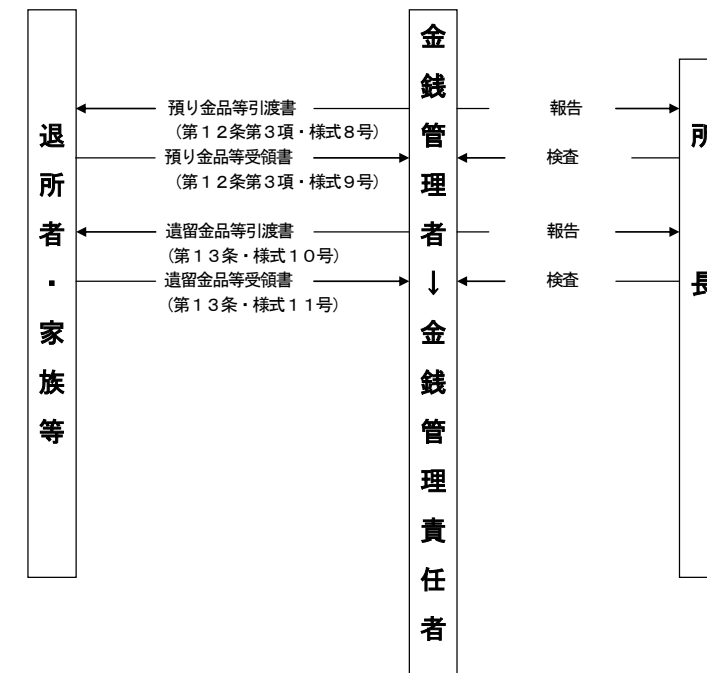 退所者・家族等
預り金品等引渡書
(第12条第3項・様式8号)
預り金品等受領書
(第12条第3項・様式9号)
遺留金品等引渡書
(第13条・様式10号)
遺留金品等受領書
(第13条・様式11号)
金銭管理者↓金銭管理責任者
報告
検査
報告
検査
所長